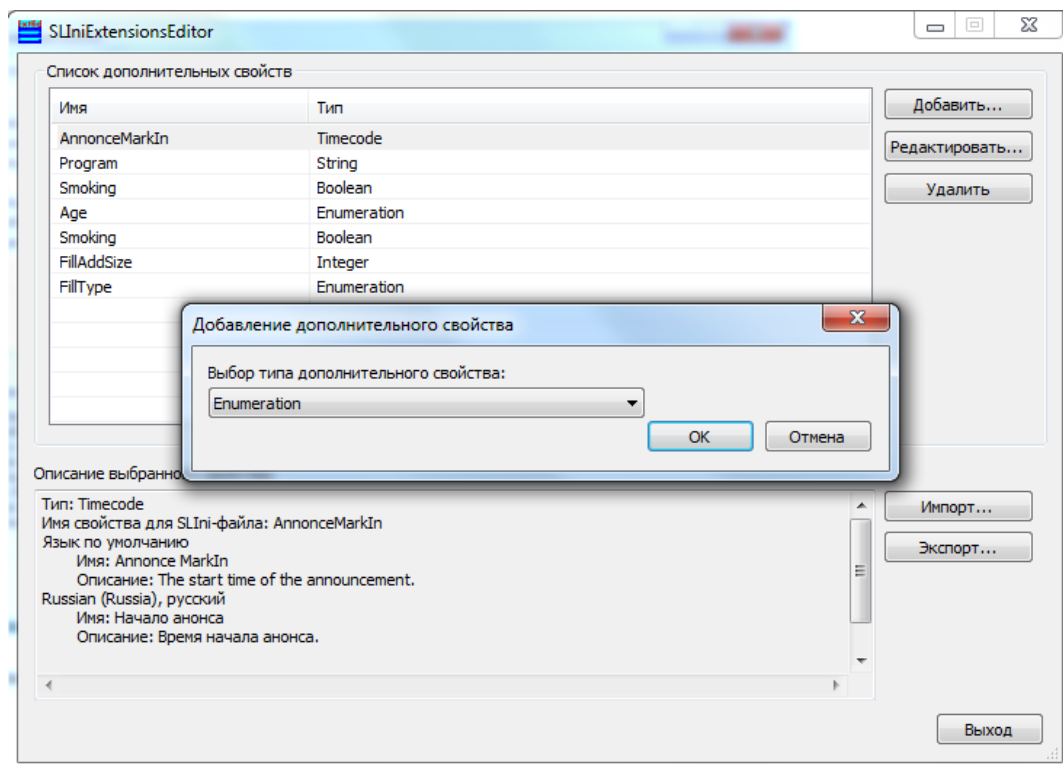 SLIniExtensionsEditor
Список дополнительных свойств
Имя Тип
AnnonceMarkIn Timecode
Program String
Smoking Boolean
Age Enumeration
Smoking Boolean
FillAddSize Integer
FillType Enumeration
Добавить...
Редактировать...
Удалить
Добавление дополнительного свойства
Выбор типа дополнительного свойства:
Enumeration
OK Отмена
Описание
Тип: Timecode
Имя свойства для SLIni-файла: AnnonceMarkIn
Язык по умолчанию
Имя: Annonce MarkIn
Описание: The start time of the announcement.
Russian (Russia), русский
Имя: Начало анонса
Описание: Время начала анонса.
Импорт...
Экспорт...
Выход